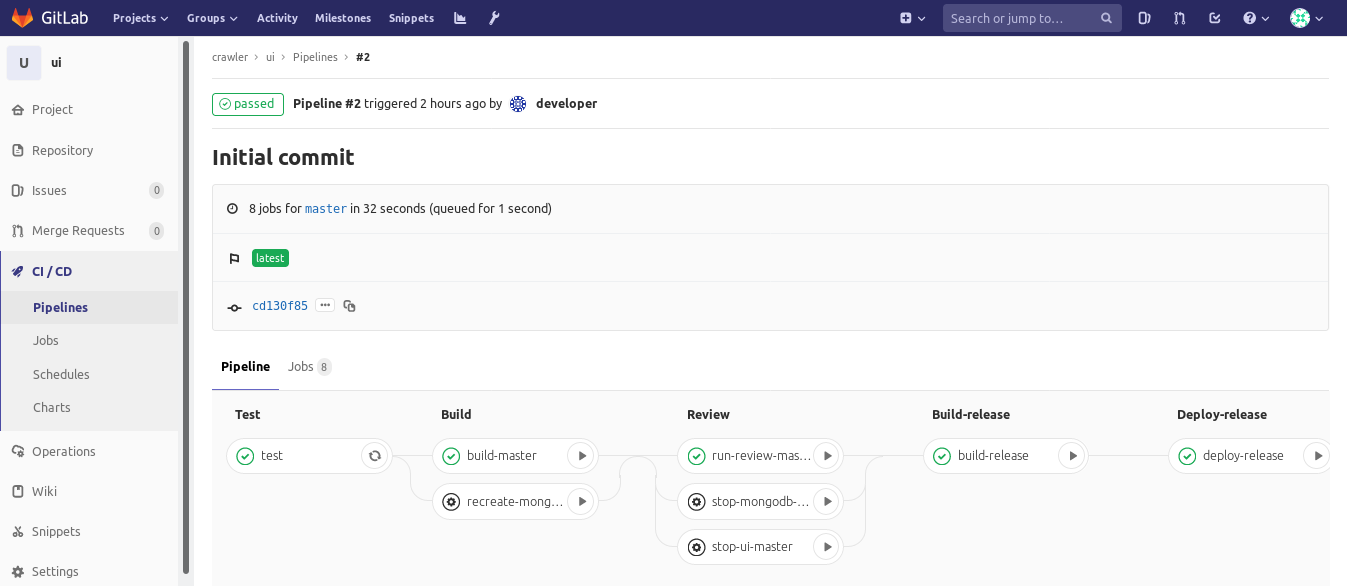 GitLab Projects Groups Activity Milestones Snippets Search or jump to...
U ui
Project
Repository
Issues 0
Merge Requests 0
CI / CD
Pipelines
Jobs
Schedules
Charts
Operations
Wiki
Snippets
Settings
crawler › ui › Pipelines › #2
passed Pipeline #2 triggered 2 hours ago by developer
Initial commit
8 jobs for master in 32 seconds (queued for 1 second)
latest
cd130f85 ...
Pipeline Jobs 8
Test Build Review Build-release Deploy-release
test build-master run-review-mas... build-release deploy-release
recreate-mong... stop-mongodb-...
stop-ui-master